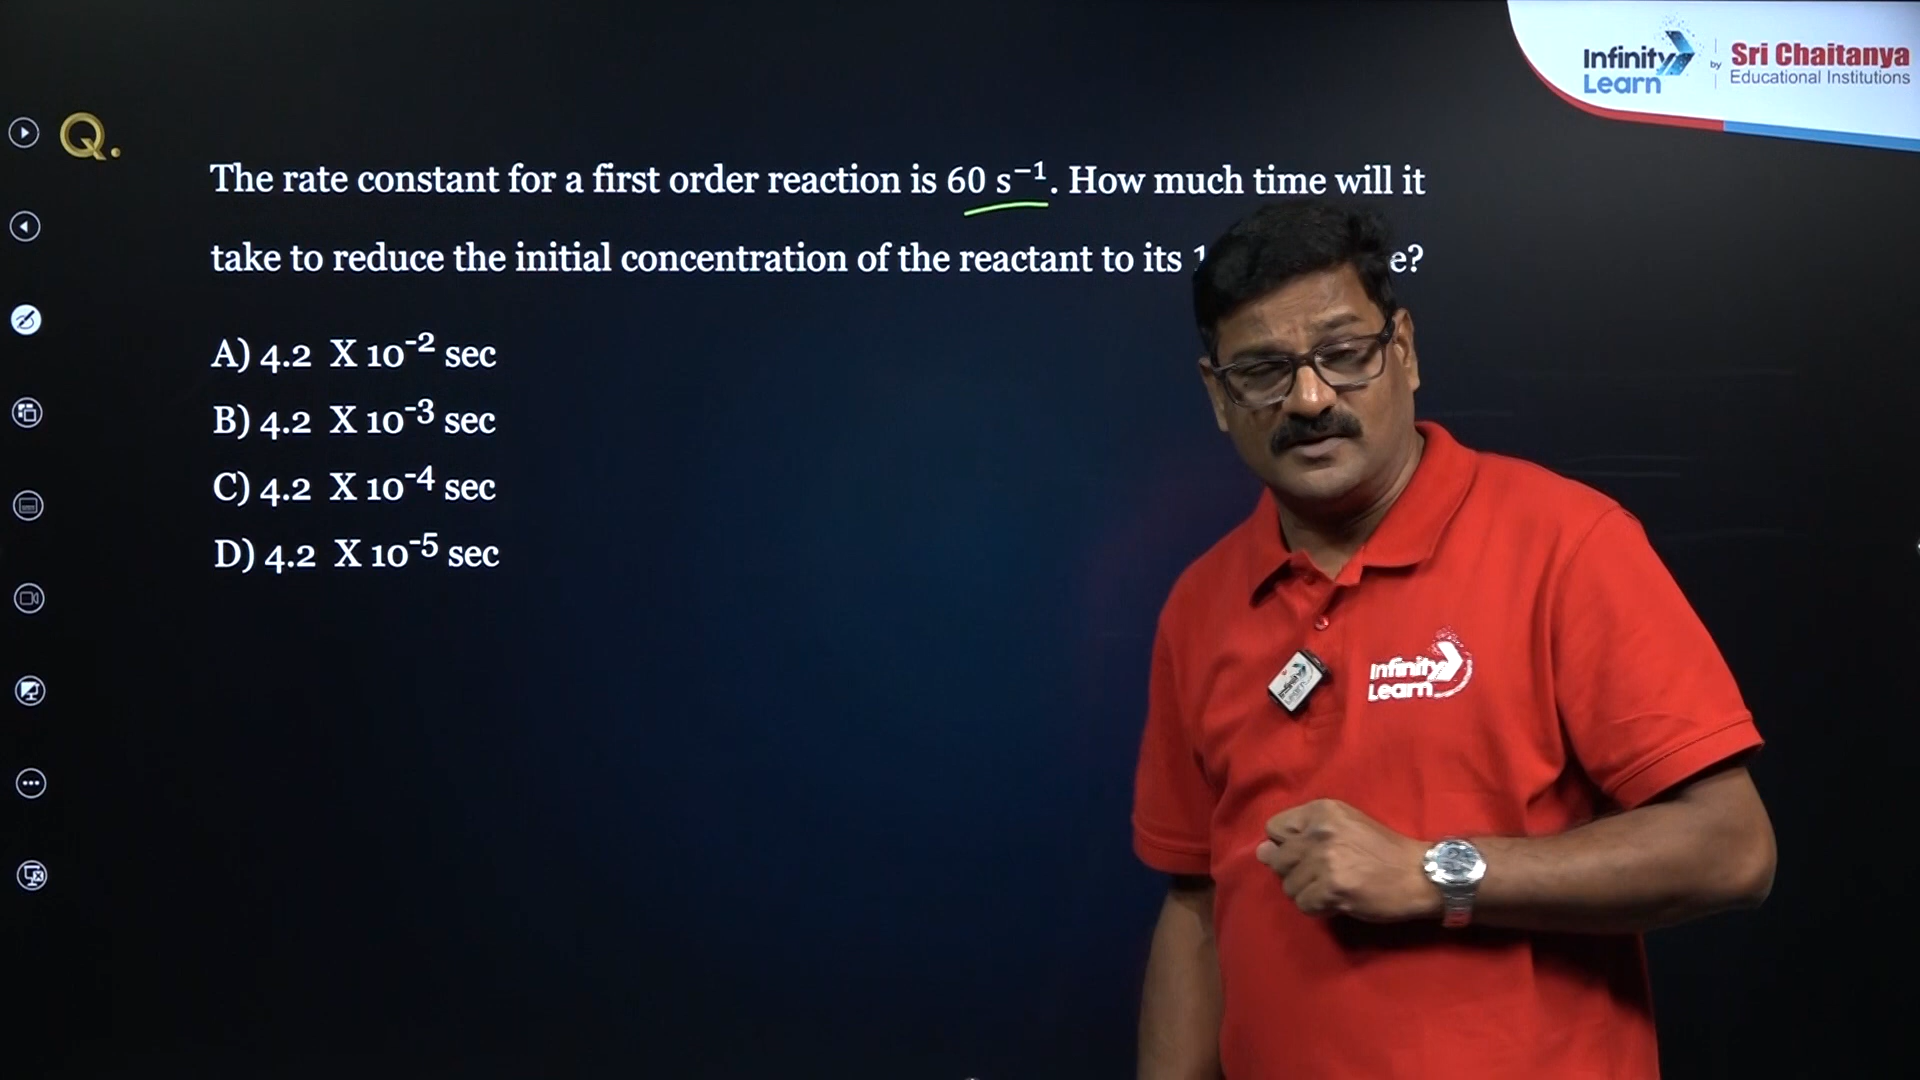 Infinity Learn by Sri Chaitanya Educational Institutions
Q.
The rate constant for a first order reaction is 60 s⁻¹. How much time will it
take to reduce the initial concentration of the reactant to its
A) 4.2 X 10⁻² sec
B) 4.2 X 10⁻³ sec
C) 4.2 X 10⁻⁴ sec
D) 4.2 X 10⁻⁵ sec
Infinity Learn
Infinity Learn